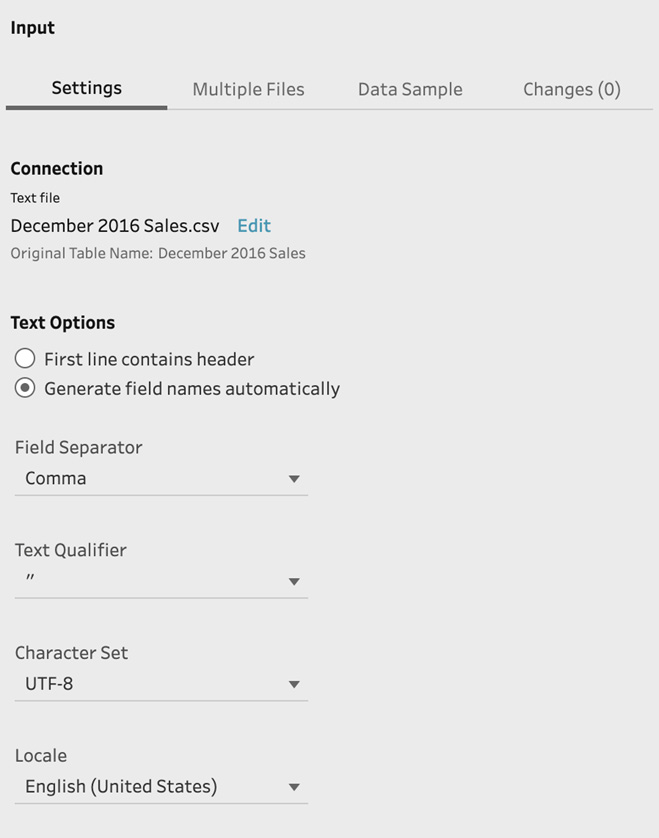 Input
Settings Multiple Files Data Sample Changes (0)
Connection
Text file
December 2016 Sales.csv Edit
Original Table Name: December 2016 Sales
Text Options
First line contains header
Generate field names automatically
Field Separator
Comma
Text Qualifier
"
Character Set
UTF-8
Locale
English (United States)